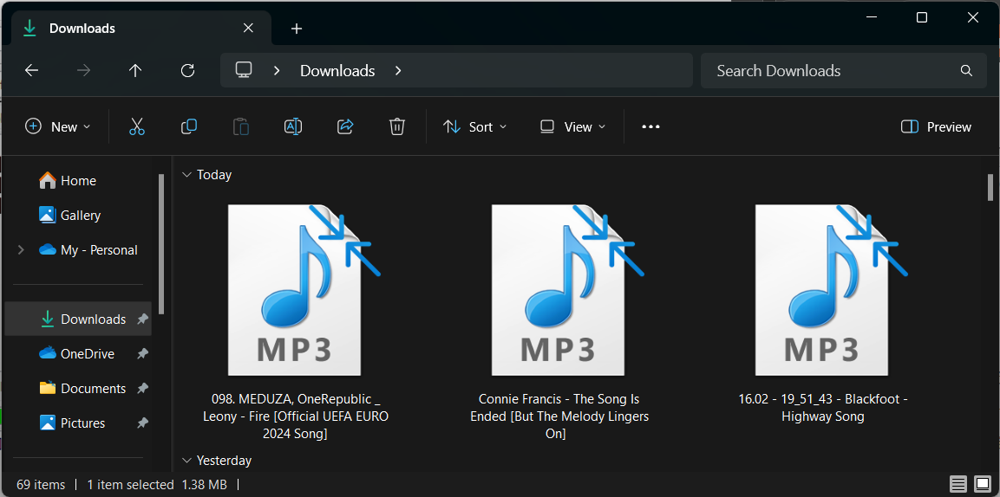 Downloads
Downloads
Search Downloads
New
Sort
View
Preview
Home
Gallery
My - Personal
Downloads
OneDrive
Documents
Pictures
Today
MP3
MP3
MP3
098. MEDUZA, OneRepublic _
Leony - Fire [Official UEFA EURO
2024 Song]
Connie Francis - The Song Is
Ended [But The Melody Lingers
On]
16.02 - 19_51_43 - Blackfoot -
Highway Song
Yesterday
69 items
1 item selected 1.38 MB